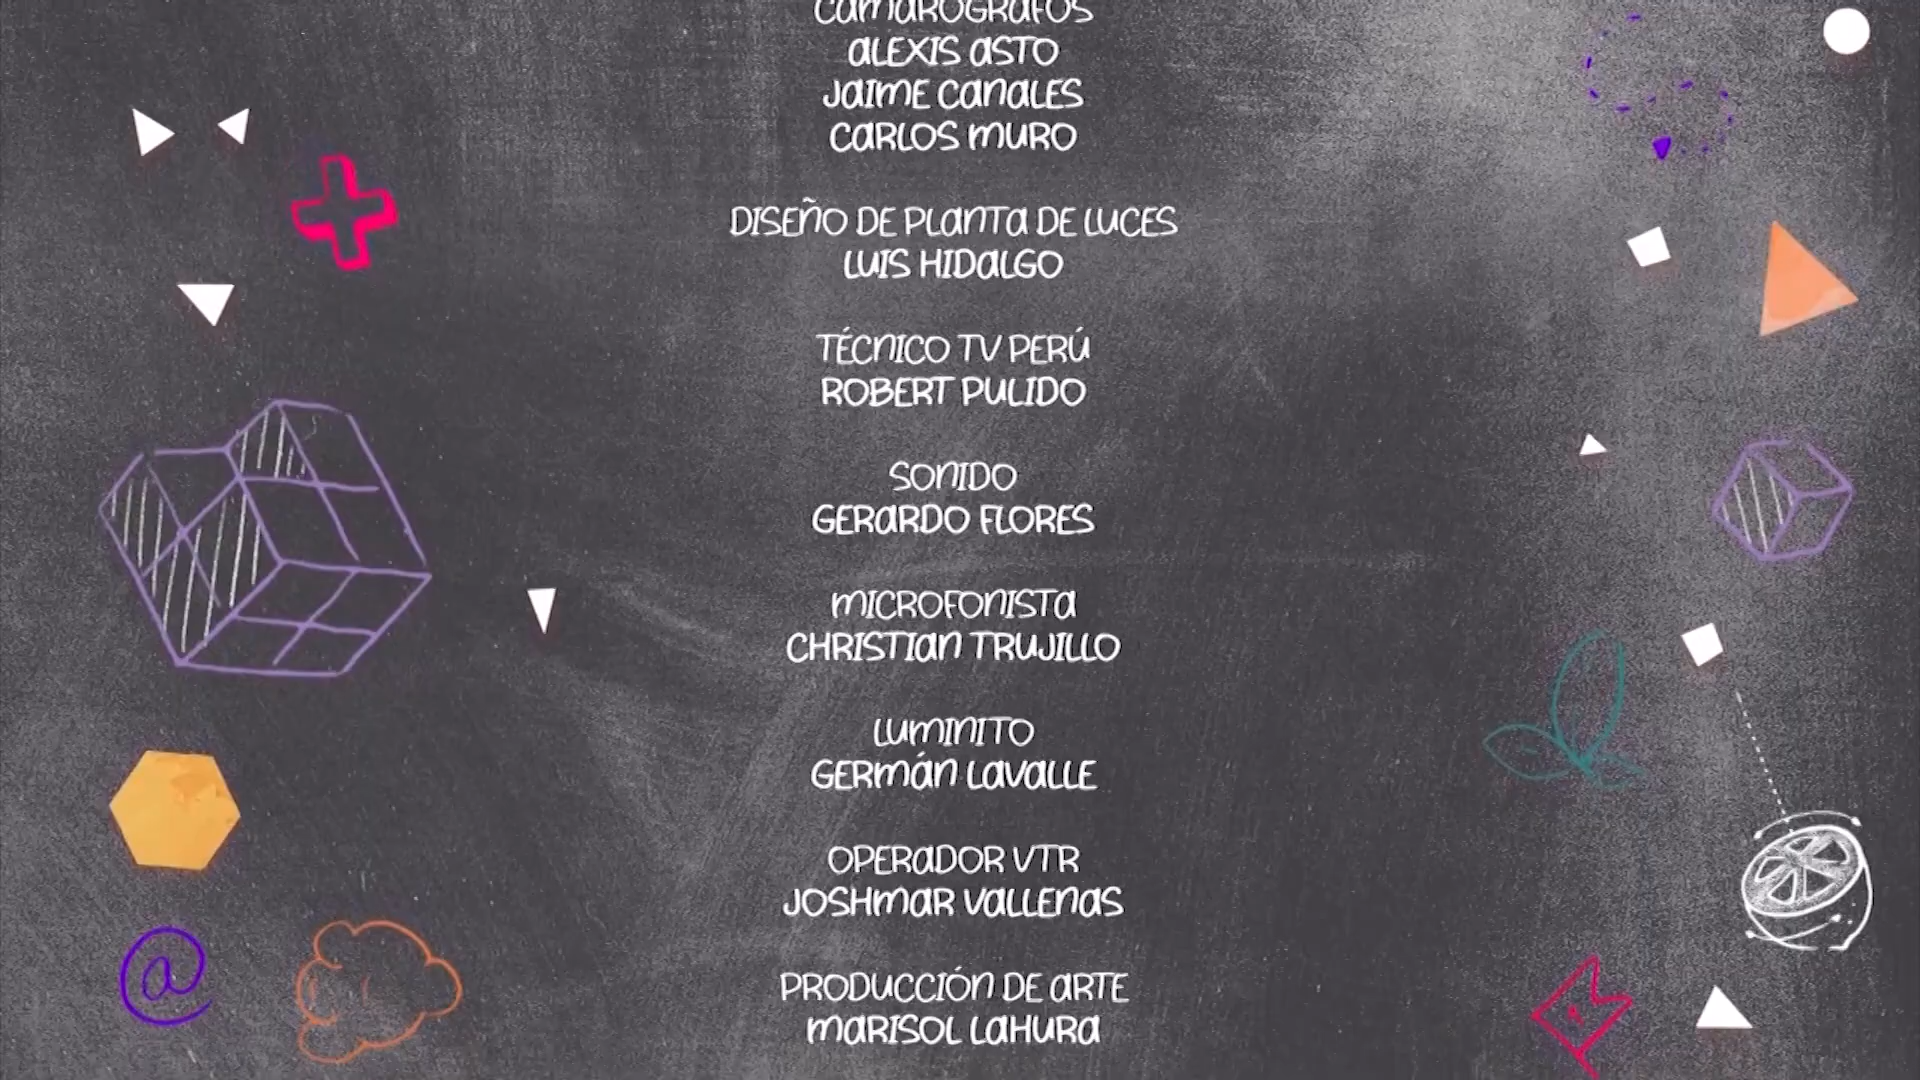 CAMARÓGRAFOS
ALEXIS ASTO
JAIME CANALES
CARLOS MURO
DISEÑO DE PLANTA DE LUCES
LUIS HIDALGO
TÉCNICO TV PERÚ
ROBERT PULIDO
SONIDO
GERARDO FLORES
MICROFONISTA
CHRISTIAN TRUJILLO
LUMINITO
GERMÁN LAVALLE
OPERADOR VTR
JOSHMAR VALLENAS
PRODUCCIÓN DE ARTE
MARISOL LAHURA
@